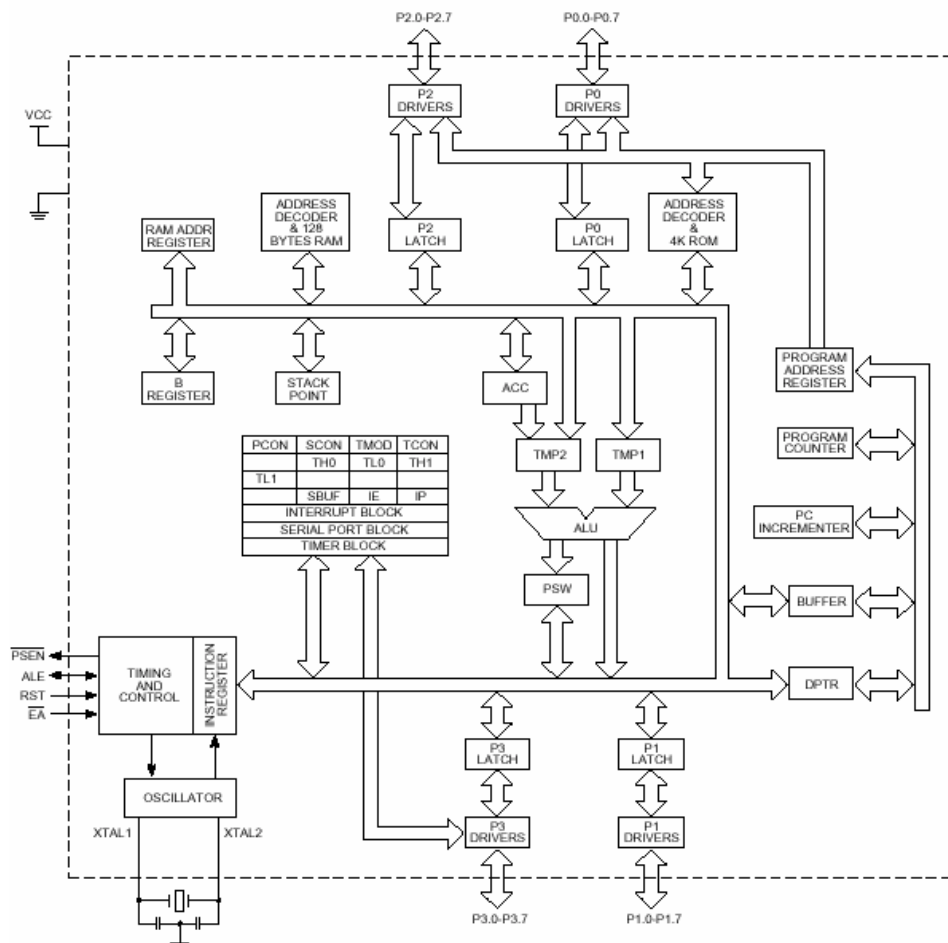 P2.0-P2.7
P0.0-P0.7
P2
DRIVERS
P0
DRIVERS
VCC
RAM ADDR
REGISTER
ADDRESS
DECODER
& 128
BYTES RAM
P2
LATCH
P0
LATCH
ADDRESS
DECODER
&
4K ROM
B
REGISTER
STACK
POINT
ACC
PROGRAM
ADDRESS
REGISTER
TMP2
TMP1
PROGRAM
COUNTER
PCON SCON TMOD TCON
TH0 TL0 TH1
TL1
SBUF IE IP
INTERRUPT BLOCK
SERIAL PORT BLOCK
TIMER BLOCK
ALU
PC
INCREMENTER
PSW
BUFFER
PSEN
ALE
RST
EA
TIMING
AND
CONTROL
INSTRUCTION
REGISTER
DPTR
P3
LATCH
P1
LATCH
OSCILLATOR
XTAL1
XTAL2
P3
DRIVERS
P1
DRIVERS
P3.0-P3.7
P1.0-P1.7